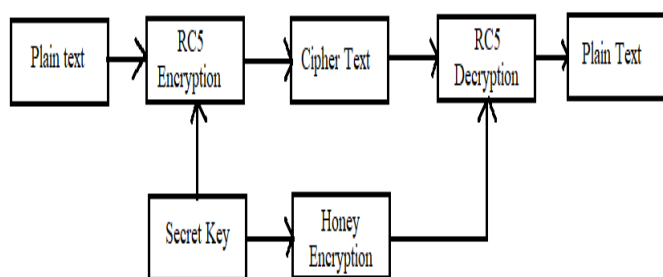 Plain text
RC5
Encryption
Cipher Text
RC5
Decryption
Plain Text
Secret Key
Honey
Encryption